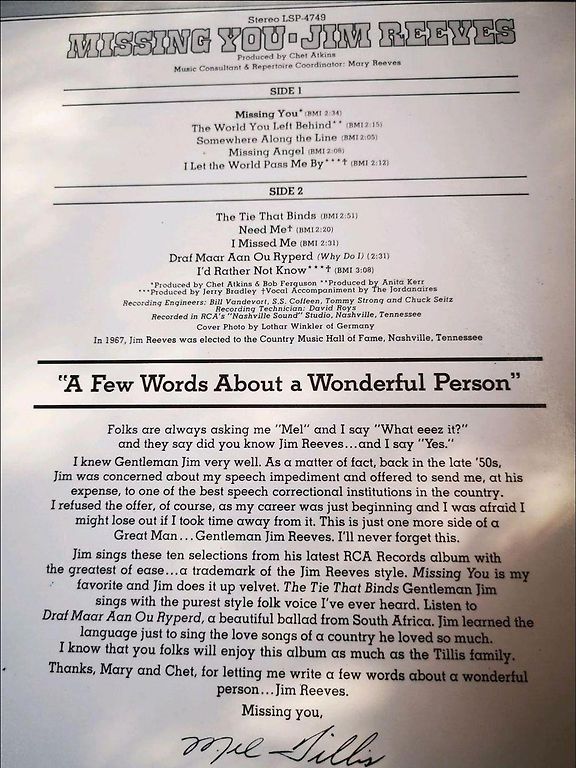 Stereo LSP-4749
MISSING YOU·JIM REEVES
Produced by Chet Atkins
Music Consultant & Repertoire Coordinator: Mary Reeves
SIDE 1
Missing You* (BMI 2:34)
The World You Left Behind** (BMI 2:15)
Somewhere Along the Line (BMI 2:05)
Missing Angel (BMI 2:08)
I Let the World Pass Me By***† (BMI 2:12)
SIDE 2
The Tie That Binds (BMI 2:51)
Need Me† (BMI 2:20)
I Missed Me (BMI 2:31)
Draf Maar Aan Ou Ryperd (Why Do I) (2:31)
I'd Rather Not Know***† (BMI 3:08)
*Produced by Chet Atkins & Bob Ferguson **Produced by Anita Kerr
***Produced by Jerry Bradley †Vocal Accompaniment by The Jordanaires
Recording Engineers: Bill Vandevort, S.S. Coffeen, Tommy Strong and Chuck Seitz
Recording Technician: David Roys
Recorded in RCA's "Nashville Sound" Studio, Nashville, Tennessee
Cover Photo by Lothar Winkler of Germany
In 1967, Jim Reeves was elected to the Country Music Hall of Fame, Nashville, Tennessee
"A Few Words About a Wonderful Person"
Folks are always asking me "Mel" and I say "What eeez it?"
and they say did you know Jim Reeves...and I say "Yes."
I knew Gentleman Jim very well. As a matter of fact, back in the late '50s,
Jim was concerned about my speech impediment and offered to send me, at his
expense, to one of the best speech correctional institutions in the country.
I refused the offer, of course, as my career was just beginning and I was afraid I
might lose out if I took time away from it. This is just one more side of a
Great Man...Gentleman Jim Reeves. I'll never forget this.
Jim sings these ten selections from his latest RCA Records album with
the greatest of ease...a trademark of the Jim Reeves style. Missing You is my
favorite and Jim does it up velvet. The Tie That Binds Gentleman Jim
sings with the purest style folk voice I've ever heard. Listen to
Draf Maar Aan Ou Ryperd, a beautiful ballad from South Africa. Jim learned the
language just to sing the love songs of a country he loved so much.
I know that you folks will enjoy this album as much as the Tillis family.
Thanks, Mary and Chet, for letting me write a few words about a wonderful
person...Jim Reeves.
Missing you,
Mel Tillis